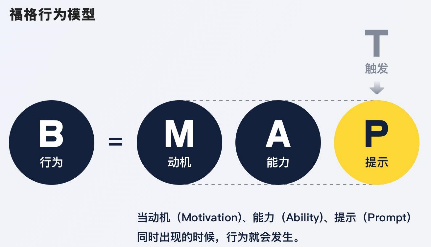 福格行为模型
T
触发
B
行为
=
M
动机
A
能力
P
提示
当动机（Motivation）、能力（Ability）、提示（Prompt）
同时出现的时候，行为就会发生。